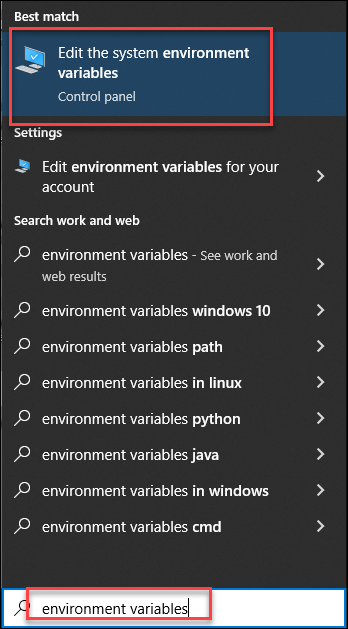 Best match
Edit the system environment
variables
Control panel
Settings
Edit environment variables for your
account
Search work and web
environment variables - See work and
web results
environment variables windows 10
environment variables path
environment variables in linux
environment variables python
environment variables java
environment variables in windows
environment variables cmd
environment variables